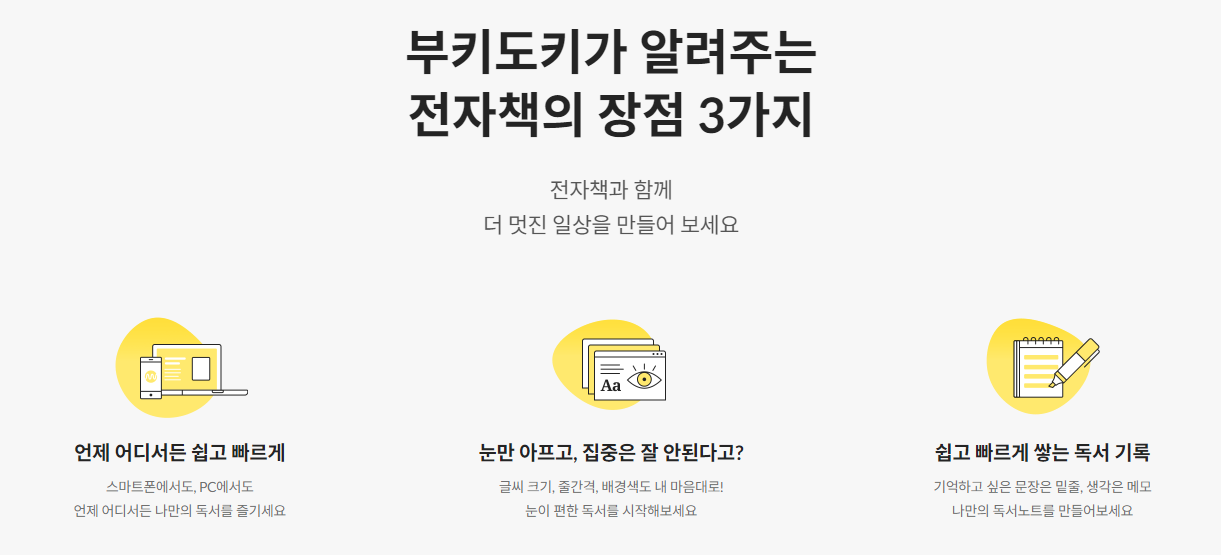 부키도키가 알려주는
전자책의 장점 3가지
전자책과 함께
더 멋진 일상을 만들어 보세요
Aa
언제 어디서든 쉽고 빠르게
스마트폰에서도, PC에서도
언제 어디서든 나만의 독서를 즐기세요
눈만 아프고, 집중은 잘 안된다고?
글씨 크기, 줄간격, 배경색도 내 마음대로!
눈이 편한 독서를 시작해보세요
쉽고 빠르게 쌓는 독서 기록
기억하고 싶은 문장은 밑줄, 생각은 메모
나만의 독서노트를 만들어보세요